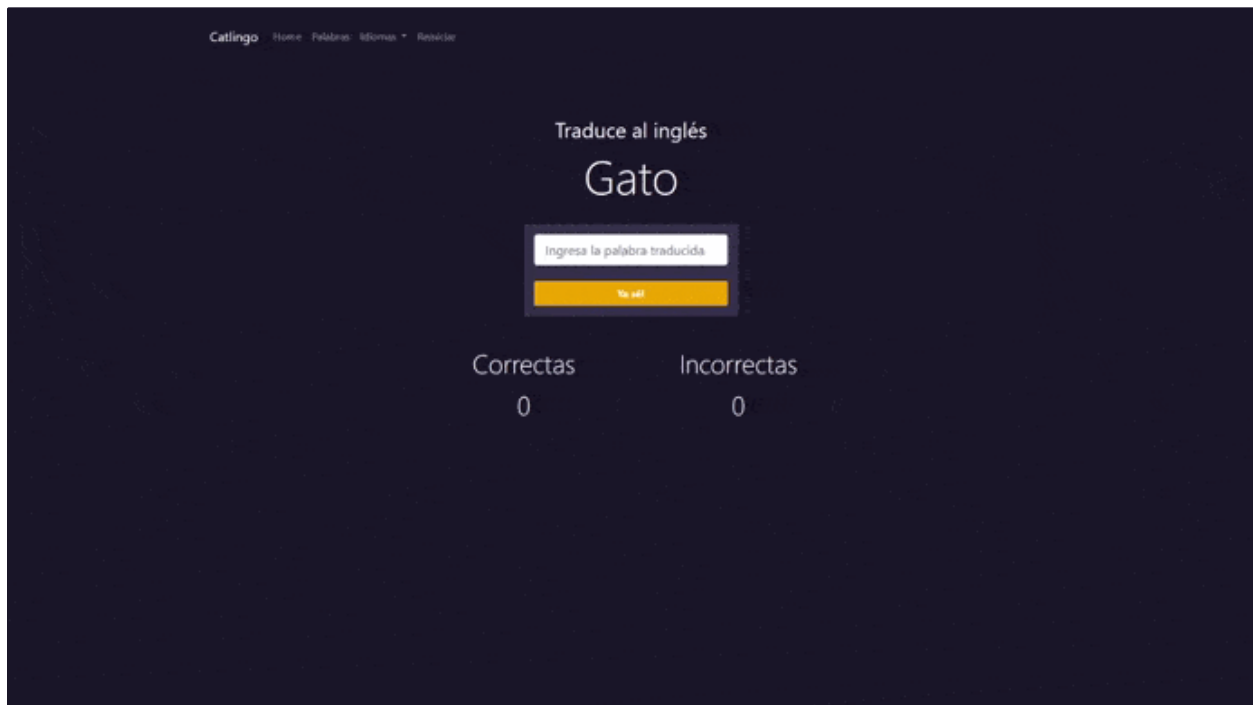 Catlingo Home Palabras Idiomas Reiniciar
Traduce al inglés
Gato
Ingresa la palabra traducida
Ya sé!
Correctas Incorrectas
0 0